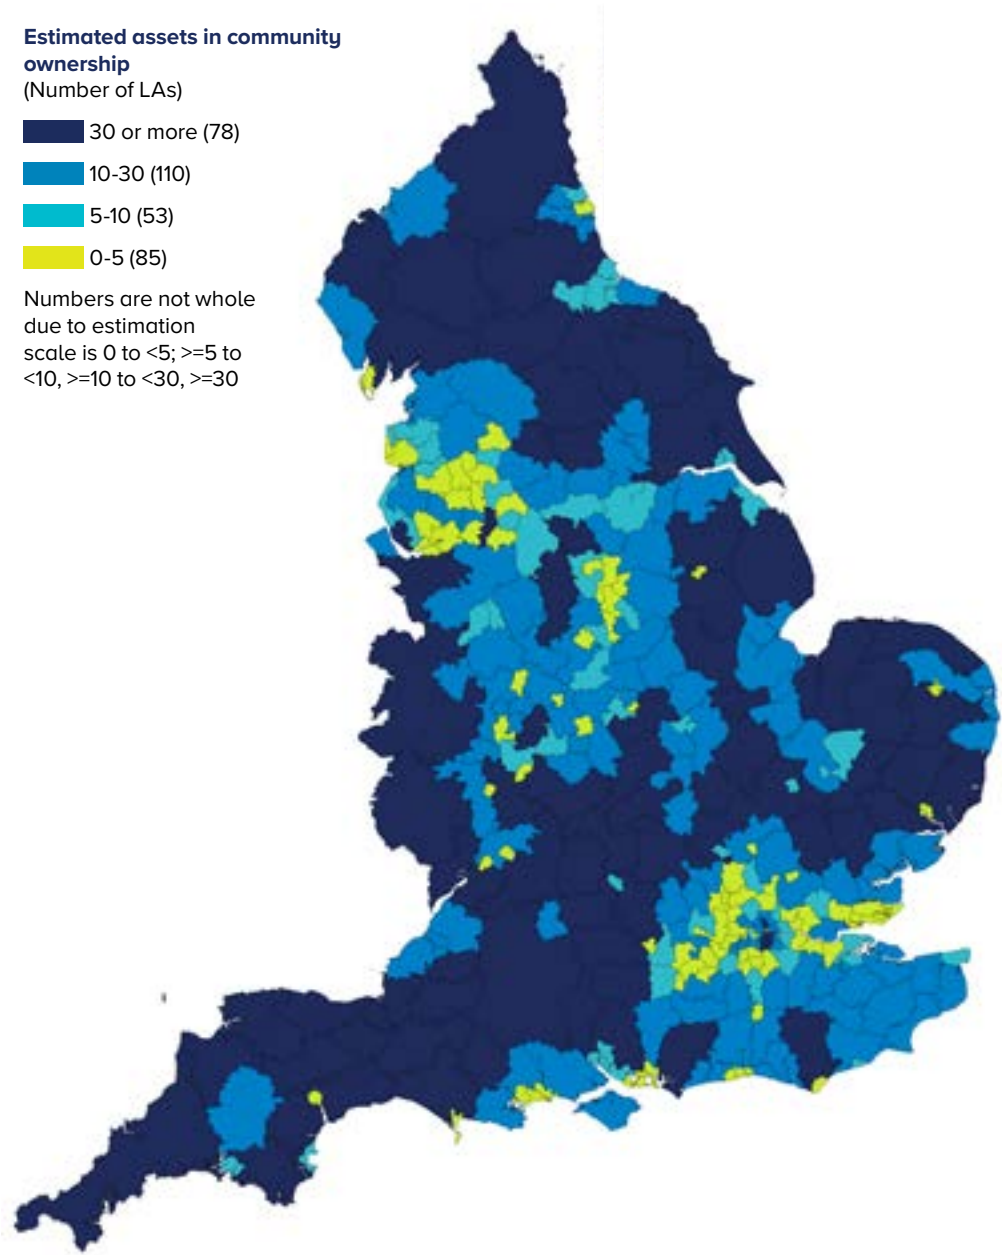 Estimated assets in community
ownership
(Number of LAs)
30 or more (78)
10-30 (110)
5-10 (53)
0-5 (85)
Numbers are not whole
due to estimation
scale is 0 to <5; >=5 to
<10, >=10 to <30, >=30